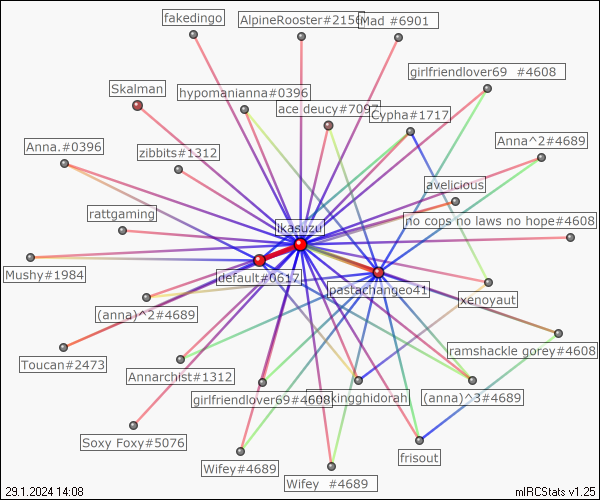 fakedingo
AlpineRooster#2156
Mad #6901
girlfriendlover69 #4608
Skalman
hypomanianna#0396
ace deucy#7097
Cypha#1717
Anna.#0396
zibbits#1312
Anna^2#4689
avelicious
rattgaming
ikasuzu
no cops no laws no hope#4608
Mushy#1984
default#0617
pastachangeo41
xenoyaut
(anna)^2#4689
Toucan#2473
ramshackle gorey#4608
Annarchist#1312
girlfriendlover69#4608
kingghidorah
(anna)^3#4689
Soxy Foxy#5076
frisout
Wifey#4689
Wifey #4689
29.1.2024 14:08
mIRCStats v1.25